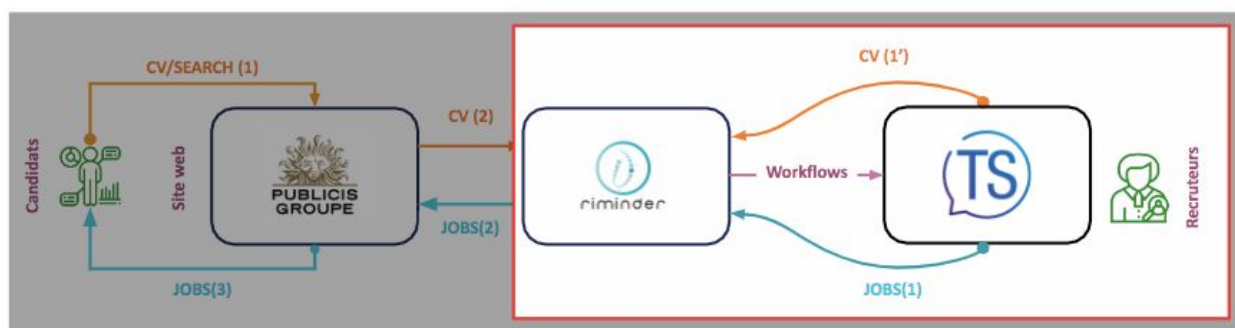 CV/SEARCH (1)
Candidats
Site web
PUBLICIS
GROUPE
JOBS(3)
CV (2)
JOBS(2)
CV (1’)
riminder
Workflows
TS
Recruteurs
JOBS(1)